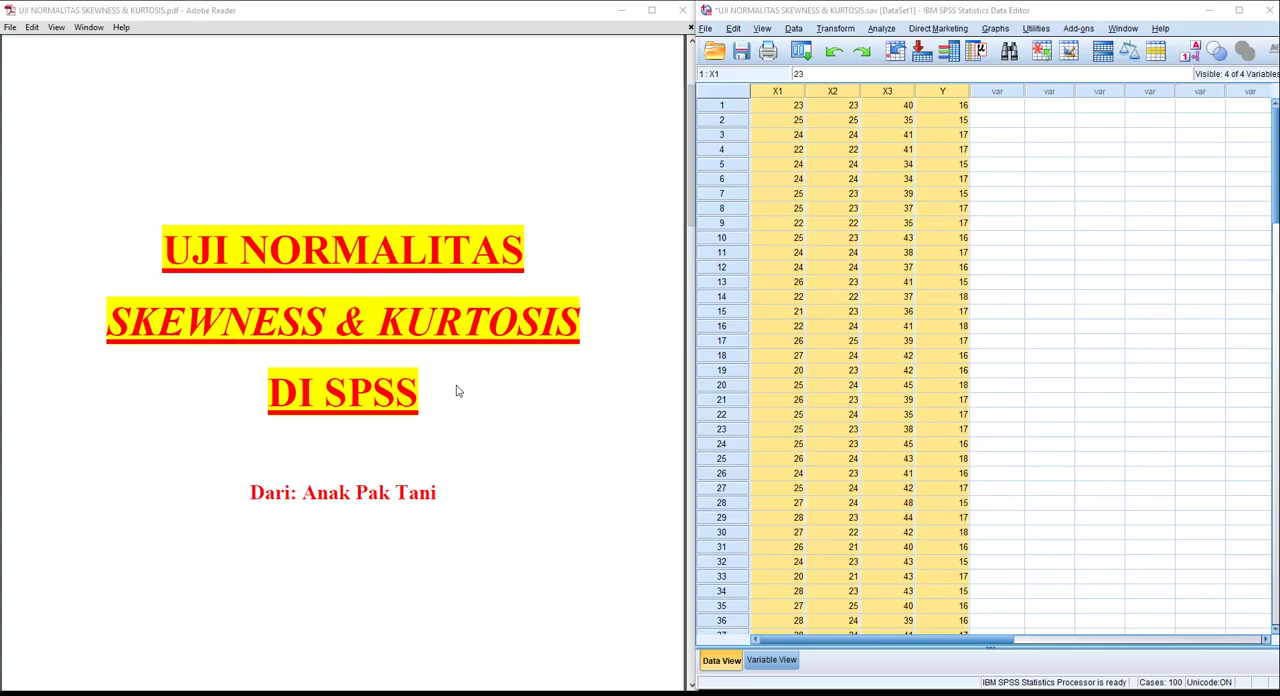 UJI NORMALITAS SKEWNESS & KURTOSIS.pdf - Adobe Reader
File Edit View Window Help
UJI NORMALITAS
SKEWNESS & KURTOSIS
DI SPSS
Dari: Anak Pak Tani
*UJI NORMALITAS SKEWNESS & KURTOSIS.sav [DataSet1] - IBM SPSS Statistics Data Editor
File Edit View Data Transform Analyze Direct Marketing Graphs Utilities Add-ons Window Help
1 : X1 23 Visible: 4 of 4 Variables
X1 X2 X3 Y var var var var var var
1 23 23 40 16
2 25 25 35 15
3 24 24 41 17
4 22 22 41 17
5 24 24 34 15
6 24 24 34 17
7 25 23 39 15
8 25 23 37 17
9 22 22 35 17
10 25 23 43 16
11 24 24 38 17
12 24 24 37 16
13 26 23 41 15
14 22 22 37 18
15 21 23 36 17
16 22 24 41 18
17 26 25 39 17
18 27 24 42 16
19 20 23 42 16
20 25 24 45 18
21 26 23 39 17
22 25 24 35 17
23 25 23 38 17
24 25 23 45 16
25 26 24 43 18
26 24 23 41 16
27 25 24 42 17
28 27 24 48 15
29 28 23 44 17
30 27 22 42 18
31 26 21 40 16
32 24 23 43 15
33 20 21 43 17
34 28 23 43 15
35 27 25 40 16
36 28 24 39 16
Data View Variable View
IBM SPSS Statistics Processor is ready Cases: 100 Unicode:ON